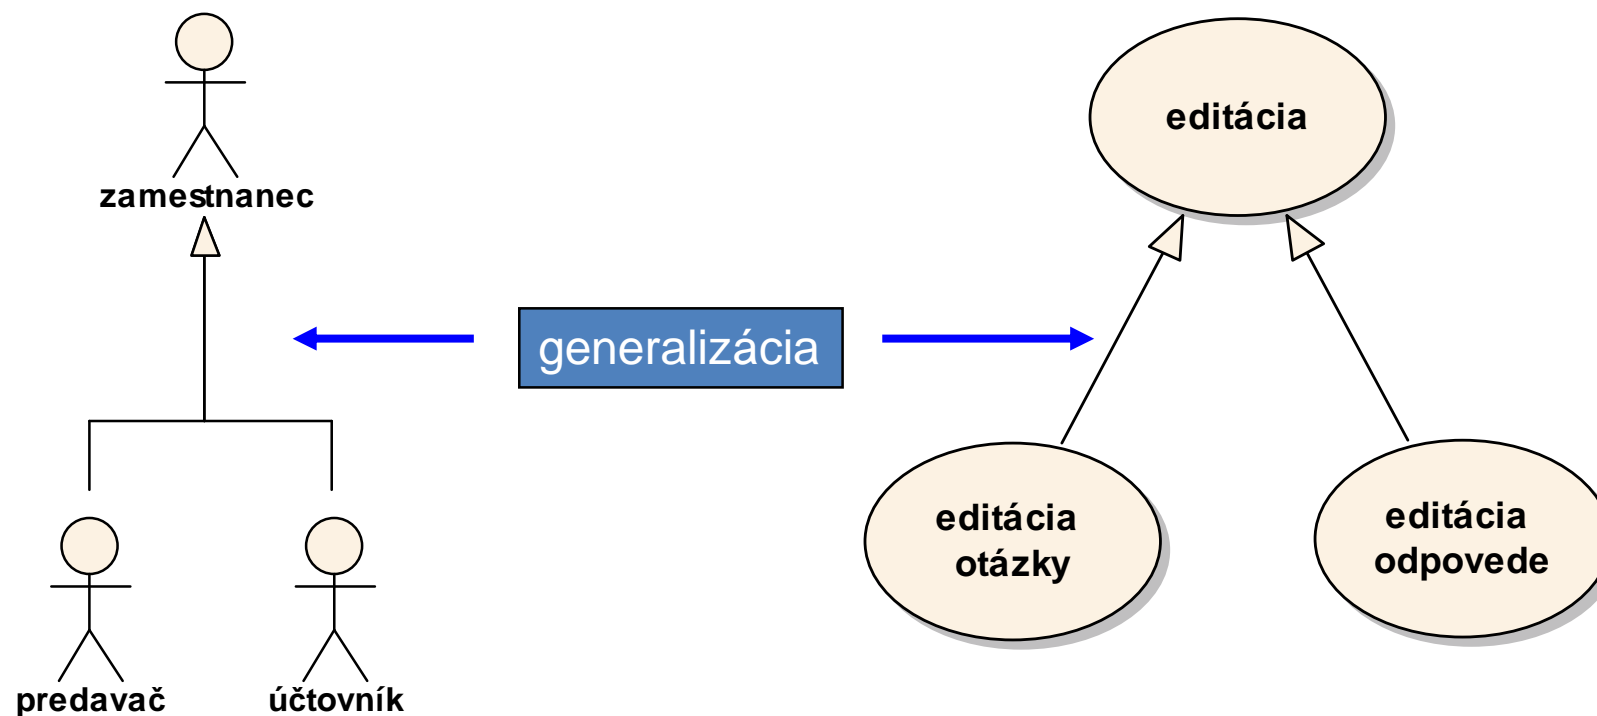 zamestnanec
editácia
generalizácia
editácia
otázky
editácia
odpovede
predavač
účtovník